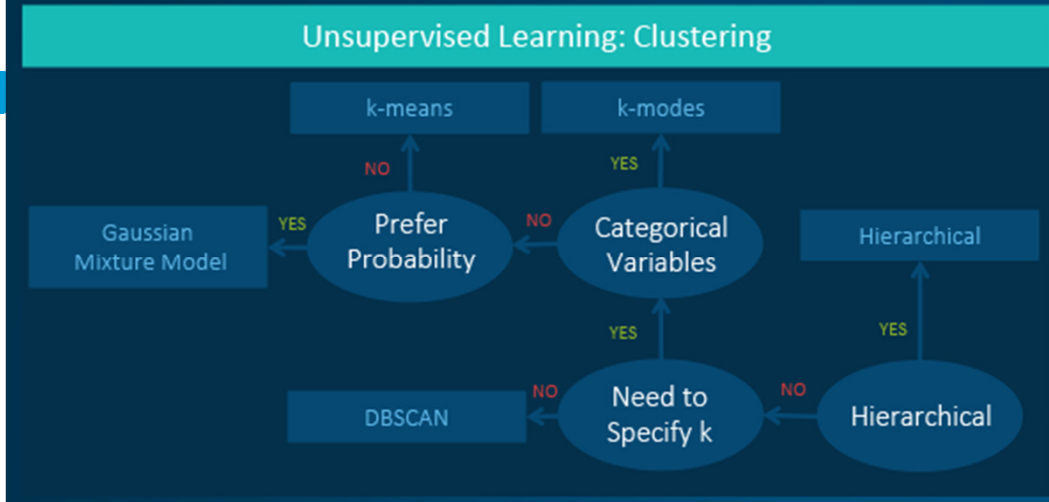 Unsupervised Learning: Clustering
k-means
k-modes
NO
YES
Gaussian
Mixture Model
YES
Prefer
Probability
NO
Categorical
Variables
Hierarchical
YES
YES
DBSCAN
NO
Need to
Specify k
NO
Hierarchical